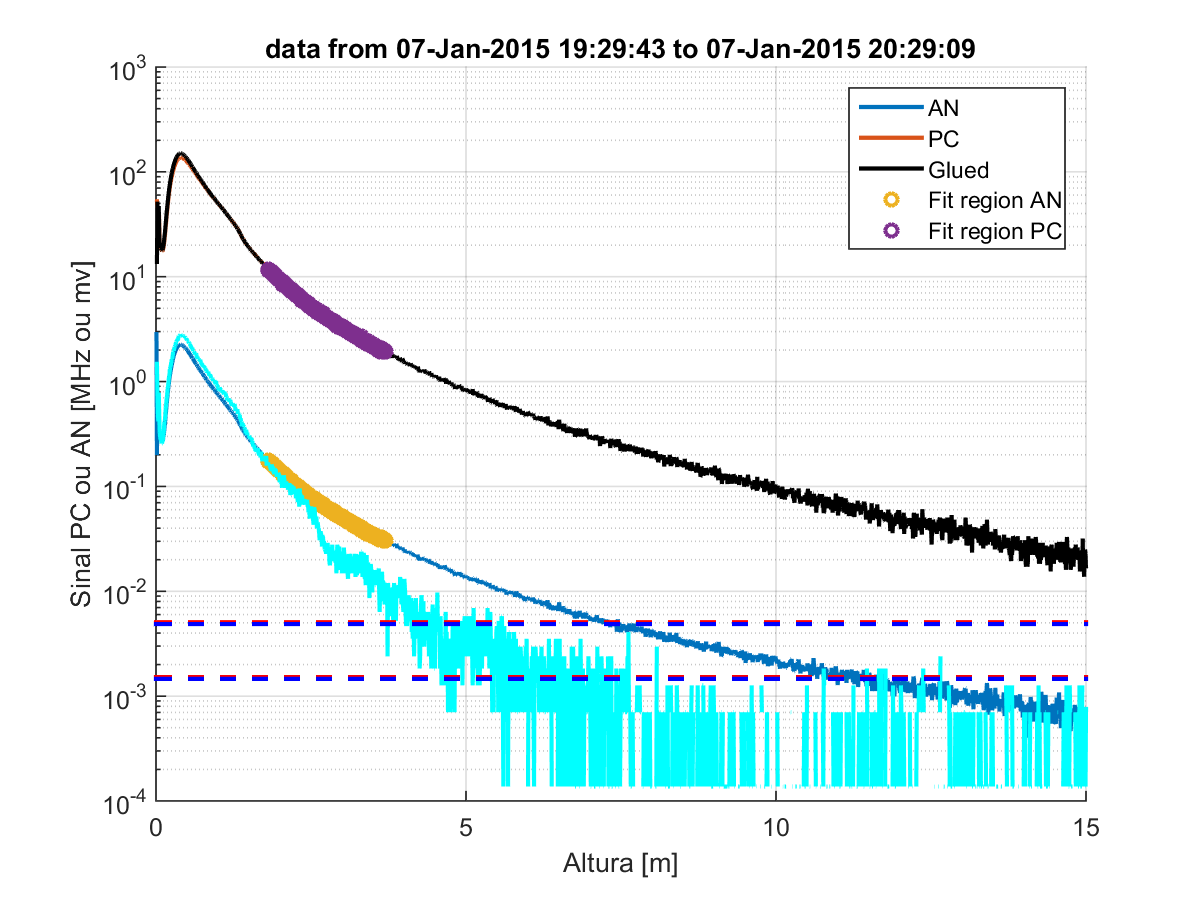 data from 07-Jan-2015 19:29:43 to 07-Jan-2015 20:29:09
AN
PC
Glued
Fit region AN
Fit region PC
Sinal PC ou AN [MHz ou mv]
10^3
10^2
10^1
10^0
10^-1
10^-2
10^-3
10^-4
0 5 10 15
Altura [m]